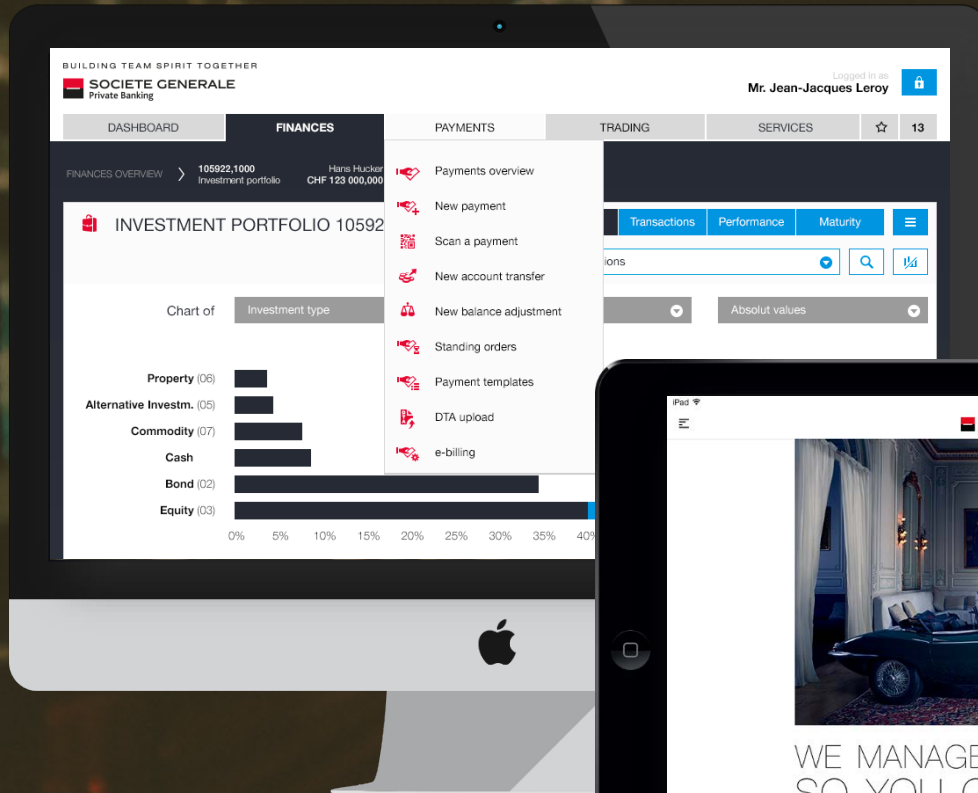 BUILDING TEAM SPIRIT TOGETHER
SOCIETE GENERALE
Private Banking
Logged in as
Mr. Jean-Jacques Leroy
DASHBOARD FINANCES PAYMENTS TRADING SERVICES 13
FINANCES OVERVIEW
105922,1000 Hans Hucker
Investment portfolio CHF 123 000,000
INVESTMENT PORTFOLIO 10592
Transactions Performance Maturity
ions
Chart of Investment type Absolut values
Payments overview
New payment
Scan a payment
New account transfer
New balance adjustment
Standing orders
Payment templates
DTA upload
e-billing
Property (06)
Alternative Investm. (05)
Commodity (07)
Cash
Bond (02)
Equity (03)
0% 5% 10% 15% 20% 25% 30% 35% 40%
iPad
WE MANAGE
SO YOU C